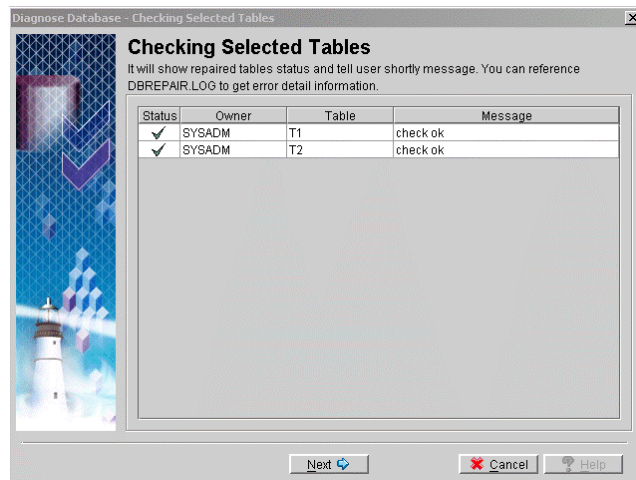 Diagnose Database - Checking Selected Tables
Checking Selected Tables
It will show repaired tables status and tell user shortly message. You can reference
DBREPAIR.LOG to get error detail information.
Status Owner Table Message
SYSADM T1 check ok
SYSADM T2 check ok
Next Cancel Help